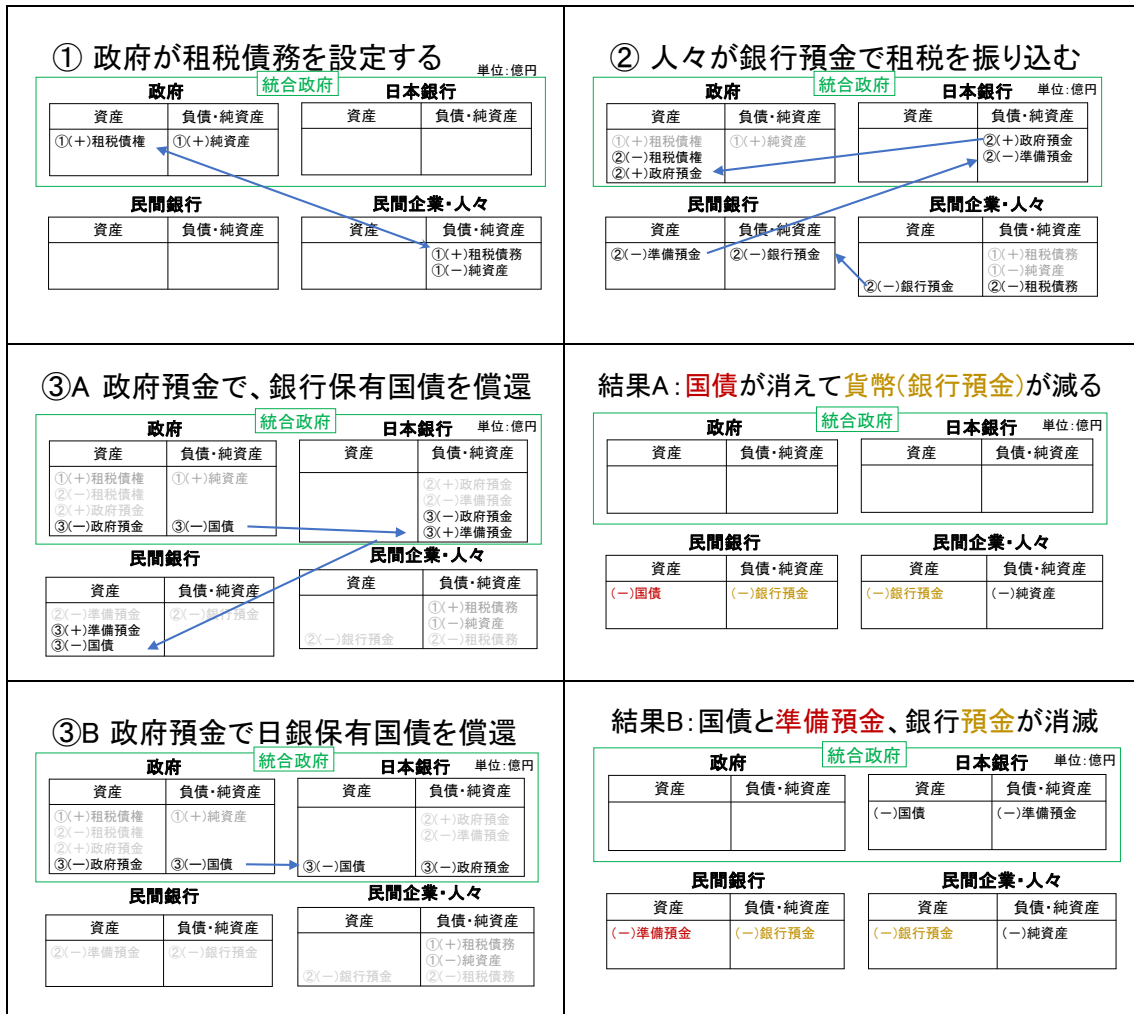 ① 政府が租税債務を設定する
単位:億円
統合政府
政府
日本銀行
資産 負債・純資産 資産 負債・純資産
①(+)租税債権 ①(+)純資産
民間銀行
民間企業・人々
資産 負債・純資産 資産 負債・純資産
①(+)租税債務
①(-)純資産
② 人々が銀行預金で租税を振り込む
統合政府
政府
日本銀行 単位:億円
資産 負債・純資産 資産 負債・純資産
①(+)租税債権 ①(+)純資産 ②(+)政府預金
②(-)租税債権 ②(-)準備預金
②(+)政府預金
民間銀行
民間企業・人々
資産 負債・純資産 資産 負債・純資産
②(-)準備預金 ②(-)銀行預金 ①(+)租税債務
①(-)純資産
②(-)銀行預金 ②(-)租税債務
③A 政府預金で、銀行保有国債を償還
統合政府
政府
日本銀行 単位:億円
資産 負債・純資産 資産 負債・純資産
①(+)租税債権 ①(+)純資産 ②(+)政府預金
②(-)租税債権 ②(-)準備預金
②(+)政府預金 ③(-)政府預金
③(-)政府預金 ③(-)国債 ③(+)準備預金
民間銀行
民間企業・人々
資産 負債・純資産 資産 負債・純資産
②(-)準備預金 ②(-)銀行預金 ①(+)租税債務
③(+)準備預金 ①(-)純資産
③(-)国債 ②(-)銀行預金 ②(-)租税債務
結果A:国債が消えて貨幣(銀行預金)が減る
統合政府
政府
日本銀行 単位:億円
資産 負債・純資産 資産 負債・純資産
民間銀行
民間企業・人々
資産 負債・純資産 資産 負債・純資産
(-)国債 (-)銀行預金 (-)銀行預金 (-)純資産
③B 政府預金で日銀保有国債を償還
統合政府
政府
日本銀行 単位:億円
資産 負債・純資産 資産 負債・純資産
①(+)租税債権 ①(+)純資産 ②(+)政府預金
②(-)租税債権 ②(-)準備預金
②(+)政府預金
③(-)政府預金 ③(-)国債 ③(-)国債 ③(-)政府預金
民間銀行
民間企業・人々
資産 負債・純資産 資産 負債・純資産
②(-)準備預金 ②(-)銀行預金 ①(+)租税債務
①(-)純資産
②(-)銀行預金 ②(-)租税債務
結果B:国債と準備預金、銀行預金が消滅
統合政府
政府
日本銀行 単位:億円
資産 負債・純資産 資産 負債・純資産
(-)国債 (-)準備預金
民間銀行
民間企業・人々
資産 負債・純資産 資産 負債・純資産
(-)準備預金 (-)銀行預金 (-)銀行預金 (-)純資産